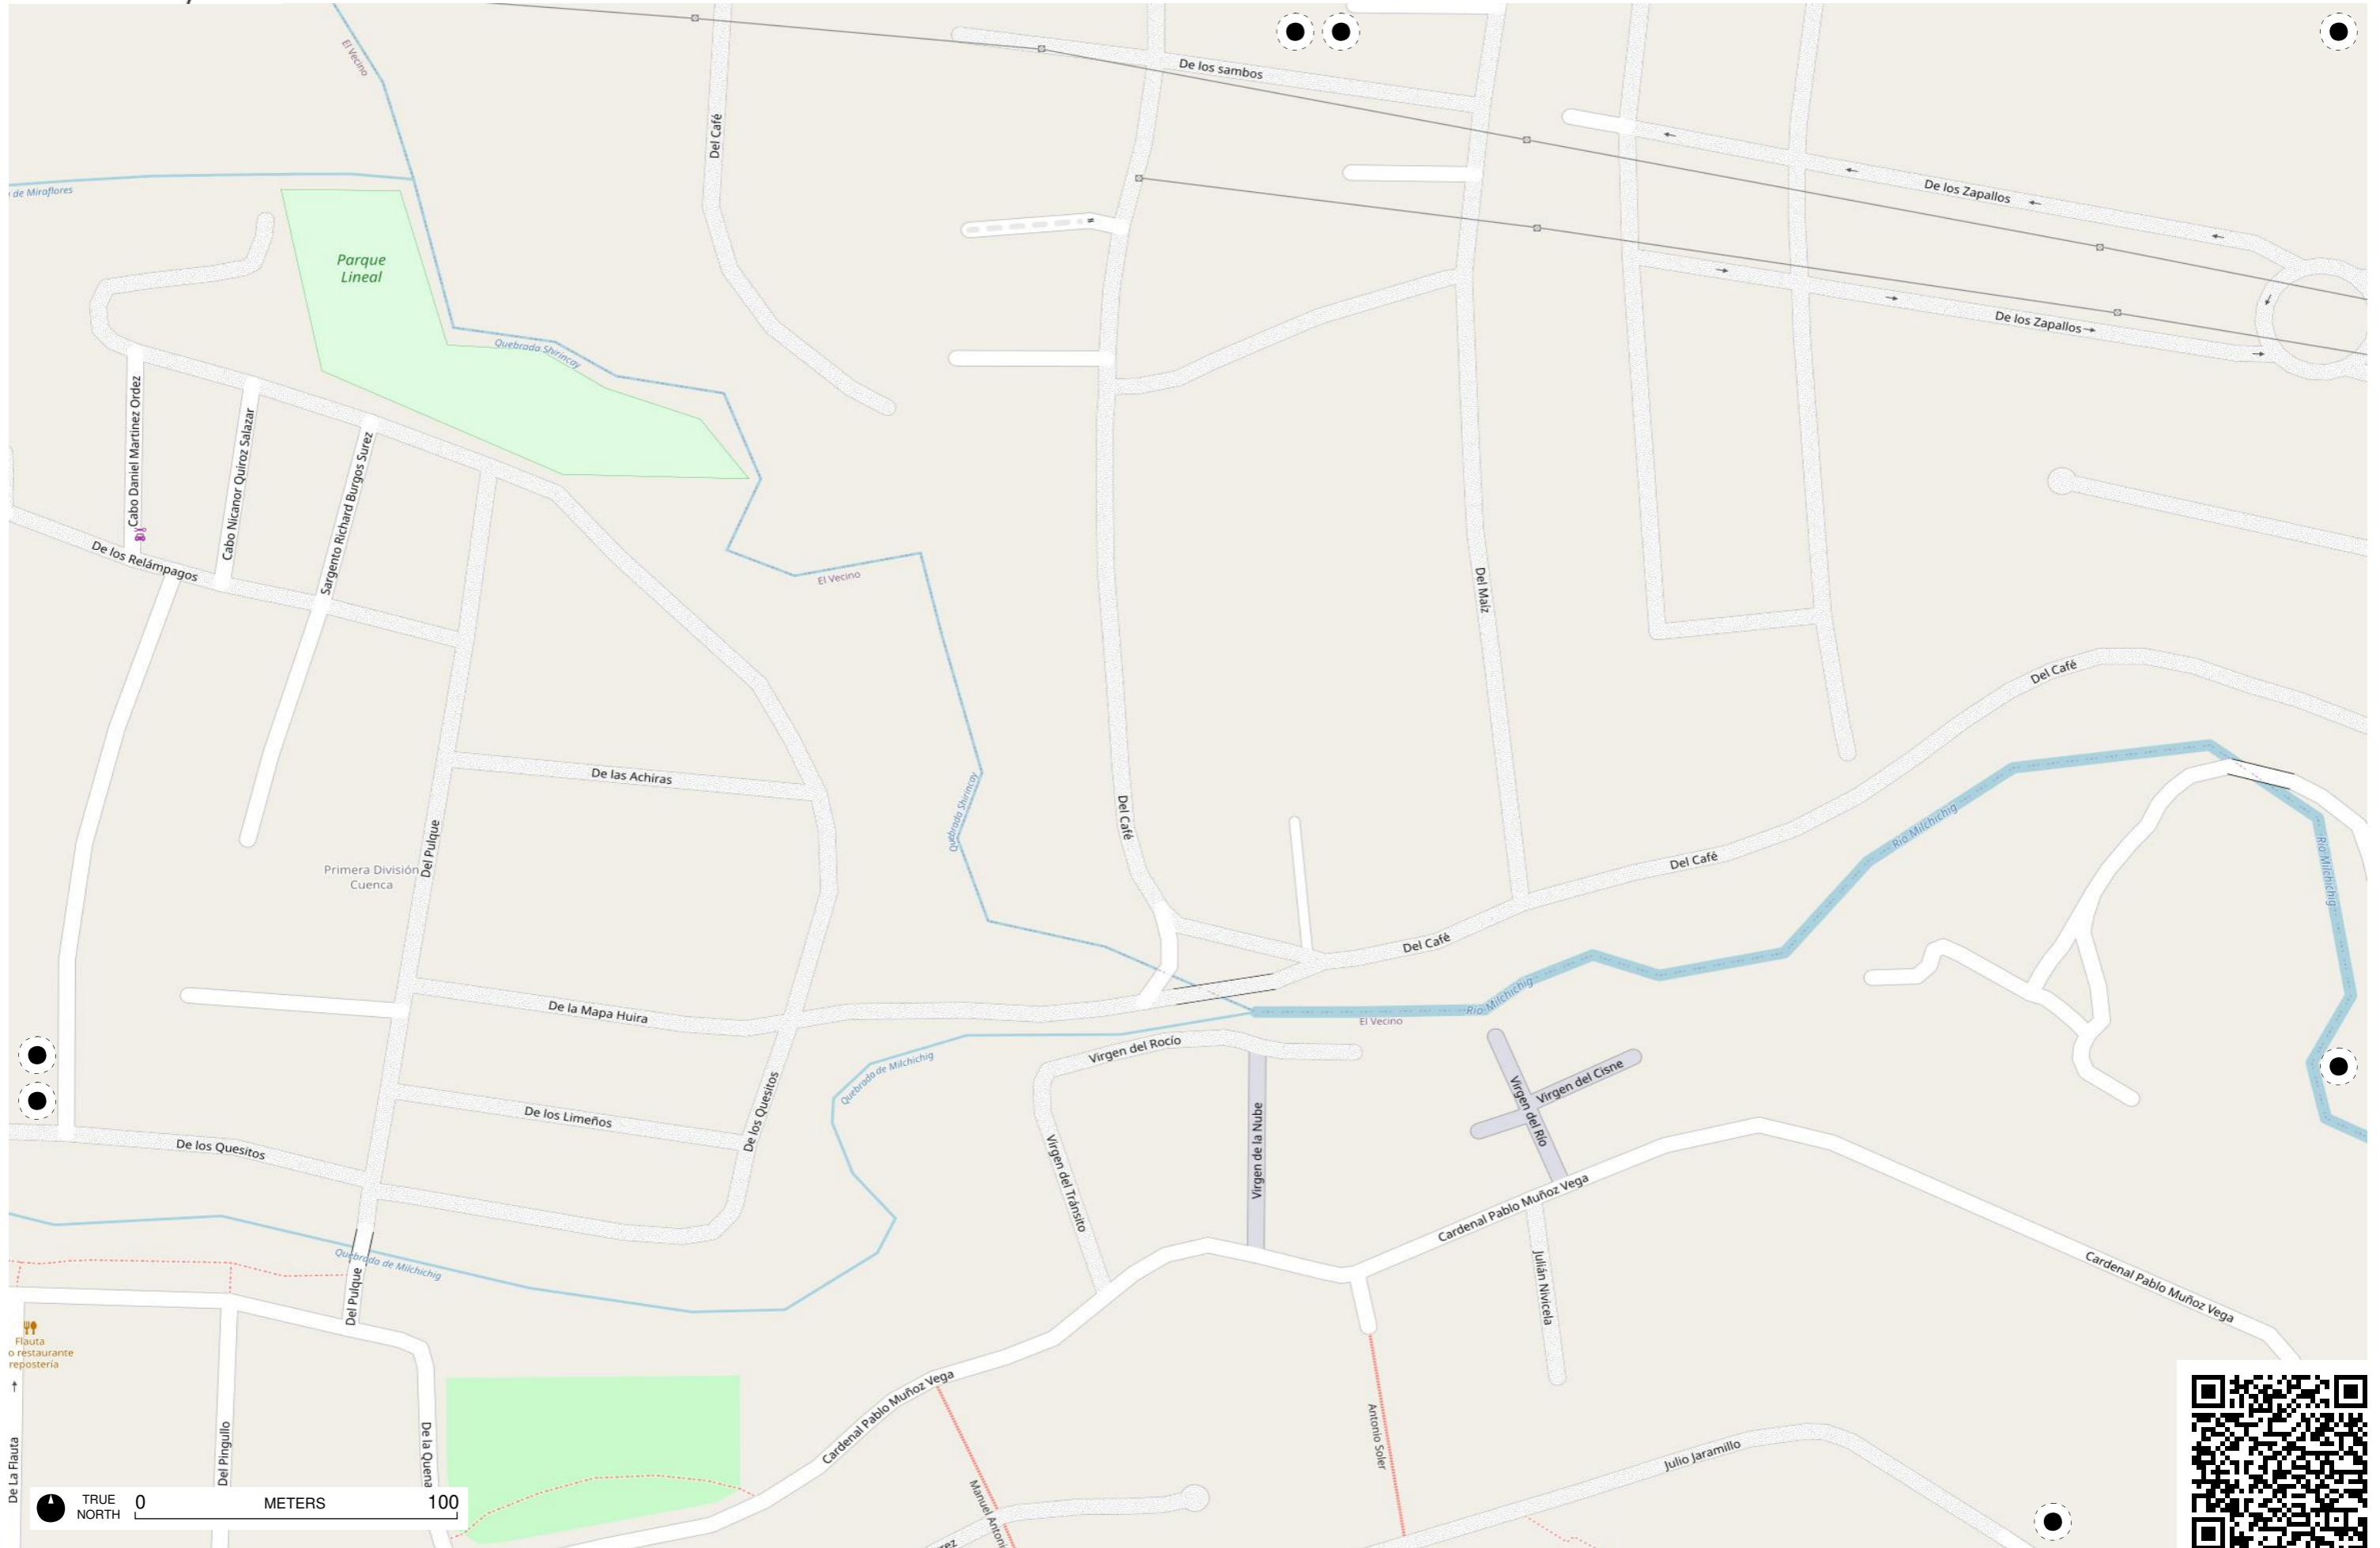 El Vecino
De los sambos
Del Café
de Miraflores
De los Zapallos
Parque
Lineal
De los Zapallos
Quebrada Shirincay
Cabo Daniel Martinez Ordez
Cabo Nicanor Quiroz Salazar
Sargento Richard Burgos Surez
De los Relámpagos
El Vecino
Del Maíz
Del Café
De las Achiras
Quebrada Shirincay
Del Café
Rio Milchichig
Del Pulque
Primera División
Cuenca
Del Café
Rio Milchichig
Del Café
Rio Milchichig
De la Mapa Huira
El Vecino
Virgen del Rocío
Quebrada de Milchichig
Virgen del Cisne
Virgen del Río
De los Limeños
De los Quesitos
Virgen de la Nube
De los Quesitos
Virgen del Tránsito
Cardenal Pablo Muñoz Vega
Quebrada de Milchichig
Del Pulque
Julián Nivicela
Cardenal Pablo Muñoz Vega
Flauta
o restaurante
repostería
Cardenal Pablo Muñoz Vega
De La Flauta
Del Pingullo
De la Quena
Antonio Soler
Julio Jaramillo
Manuel Antoni
rez
TRUE
NORTH
0 METERS 100